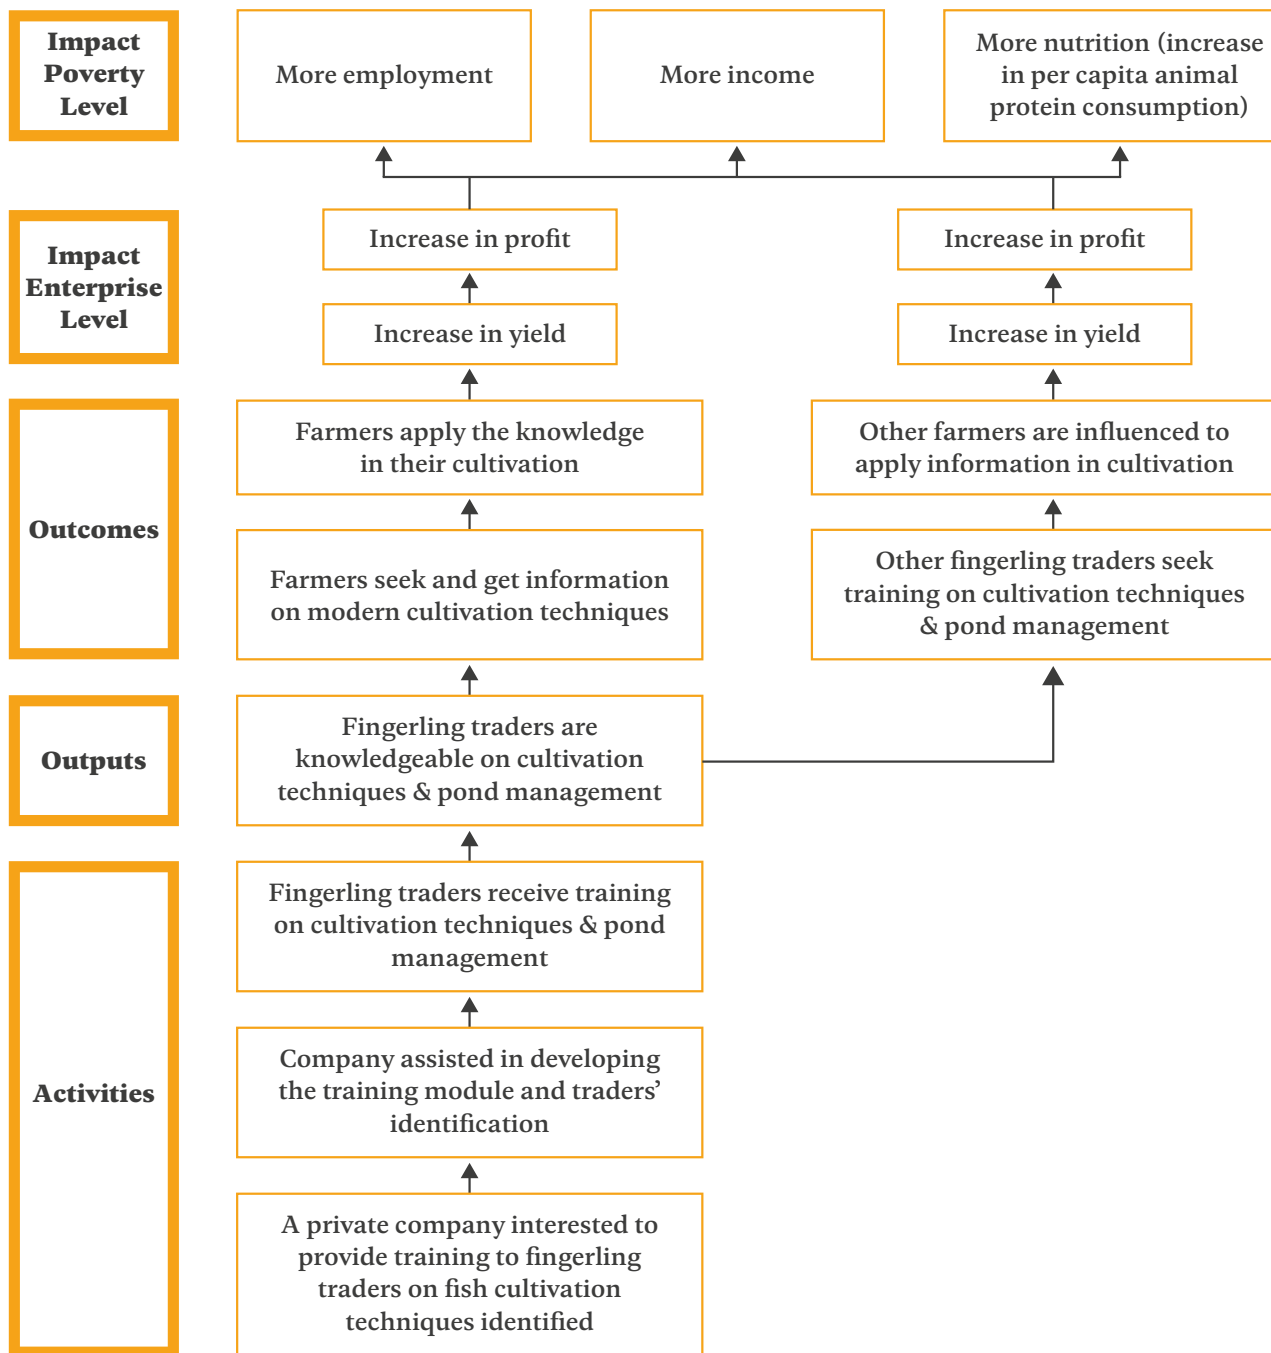 Impact
Poverty
Level
More employment
More income
More nutrition (increase
in per capita animal
protein consumption)
Impact
Enterprise
Level
Increase in profit
Increase in profit
Increase in yield
Increase in yield
Outcomes
Farmers apply the knowledge
in their cultivation
Other farmers are influenced to
apply information in cultivation
Farmers seek and get information
on modern cultivation techniques
Other fingerling traders seek
training on cultivation techniques
& pond management
Outputs
Fingerling traders are
knowledgeable on cultivation
techniques & pond management
Activities
Fingerling traders receive training
on cultivation techniques & pond
management
Company assisted in developing
the training module and traders’
identification
A private company interested to
provide training to fingerling
traders on fish cultivation
techniques identified